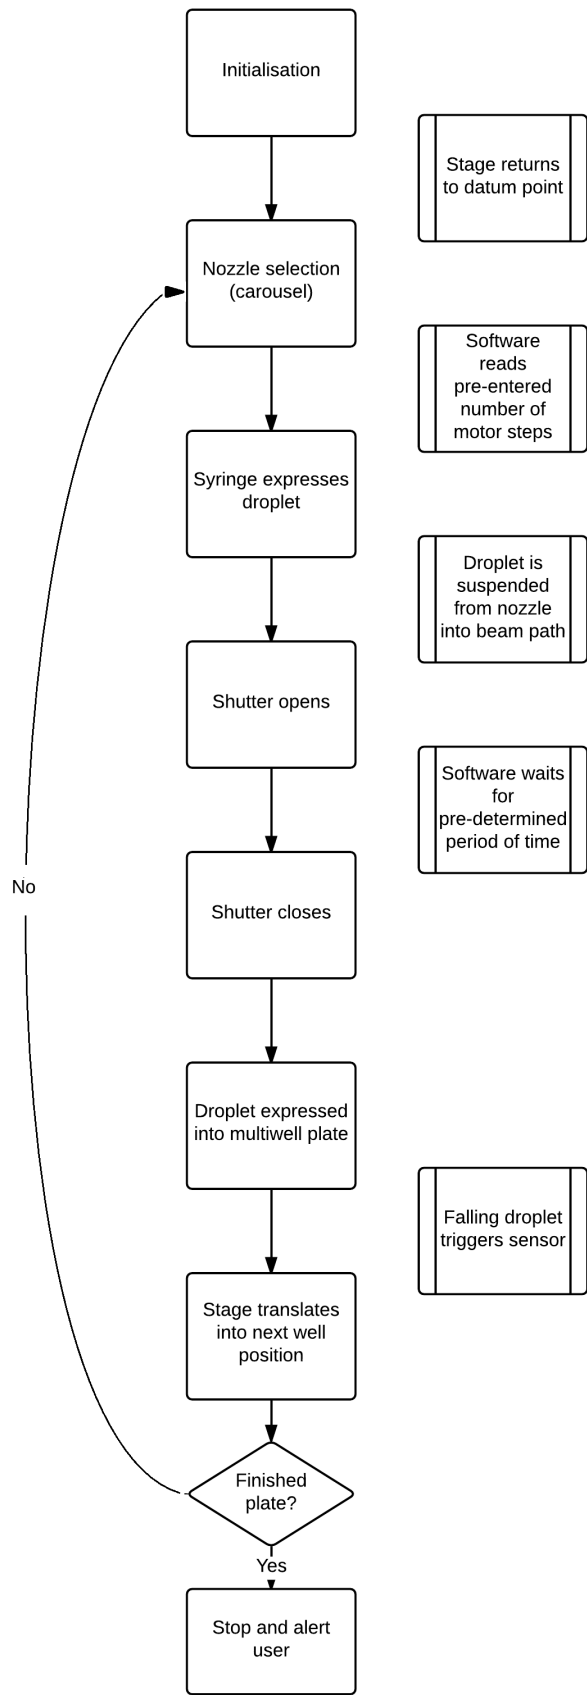 Initialisation
Stage returns
to datum point
Nozzle selection
(carousel)
Software
reads
pre-entered
number of
motor steps
Syringe expresses
droplet
Droplet is
suspended
from nozzle
into beam path
Shutter opens
Software waits
for
pre-determined
period of time
No
Shutter closes
Droplet expressed
into multiwell plate
Falling droplet
triggers sensor
Stage translates
into next well
position
Finished
plate?
Yes
Stop and alert
user